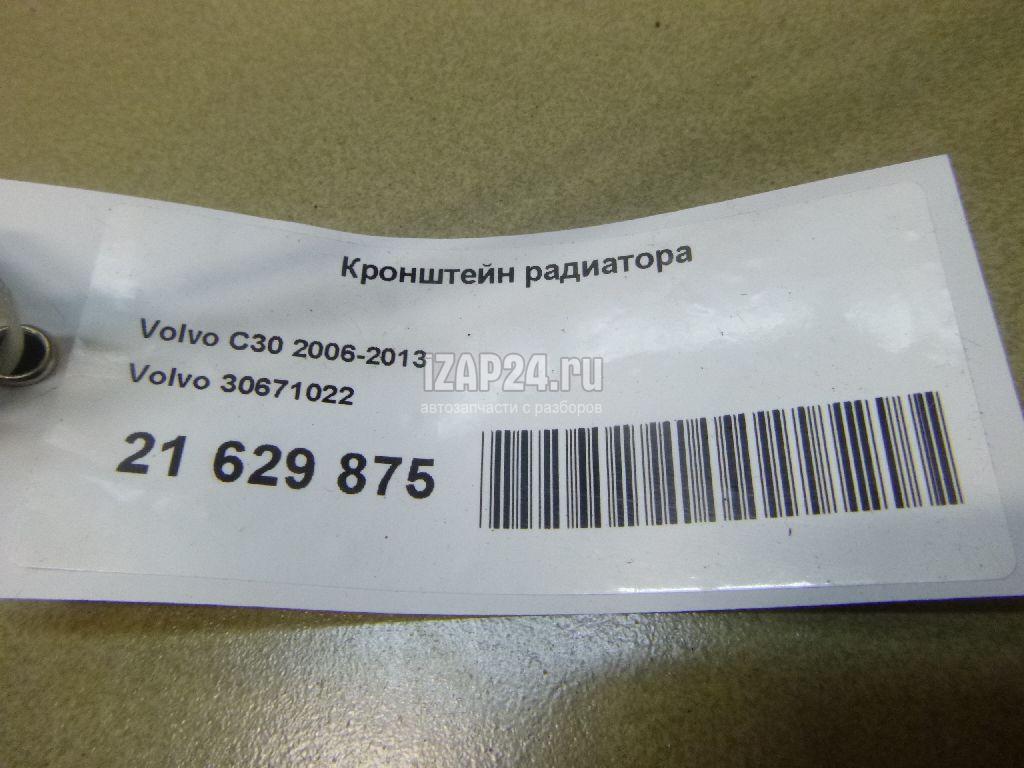 Кронштейн радиатора
Volvo C30 2006-2013
Volvo 30671022
21 629 875
iZAP24.ru
автозапчасти с разборов